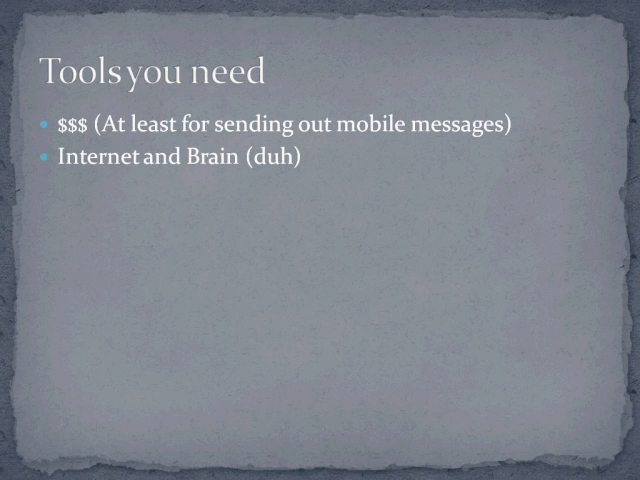 Tools you need
• $$$ (At least for sending out mobile messages)
• Internet and Brain (duh)